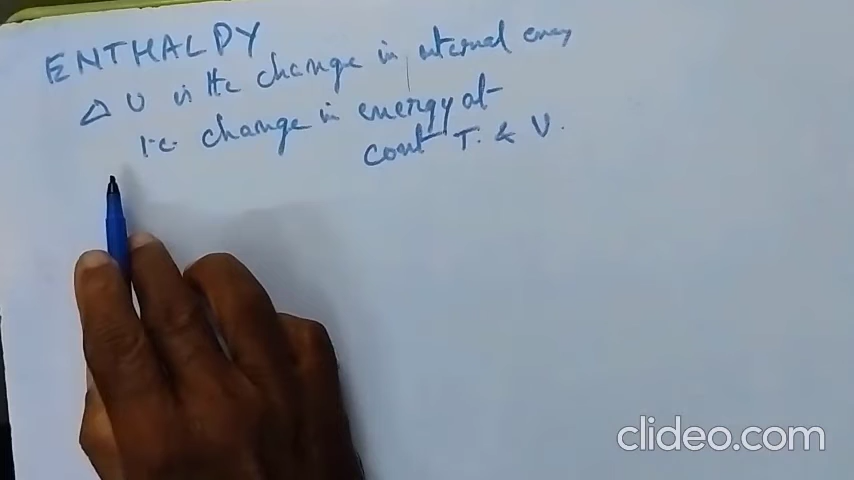 ENTHALPY
Δ U is the change in internal energy
i.e. change in energy at
const T. & V.
clideo.com